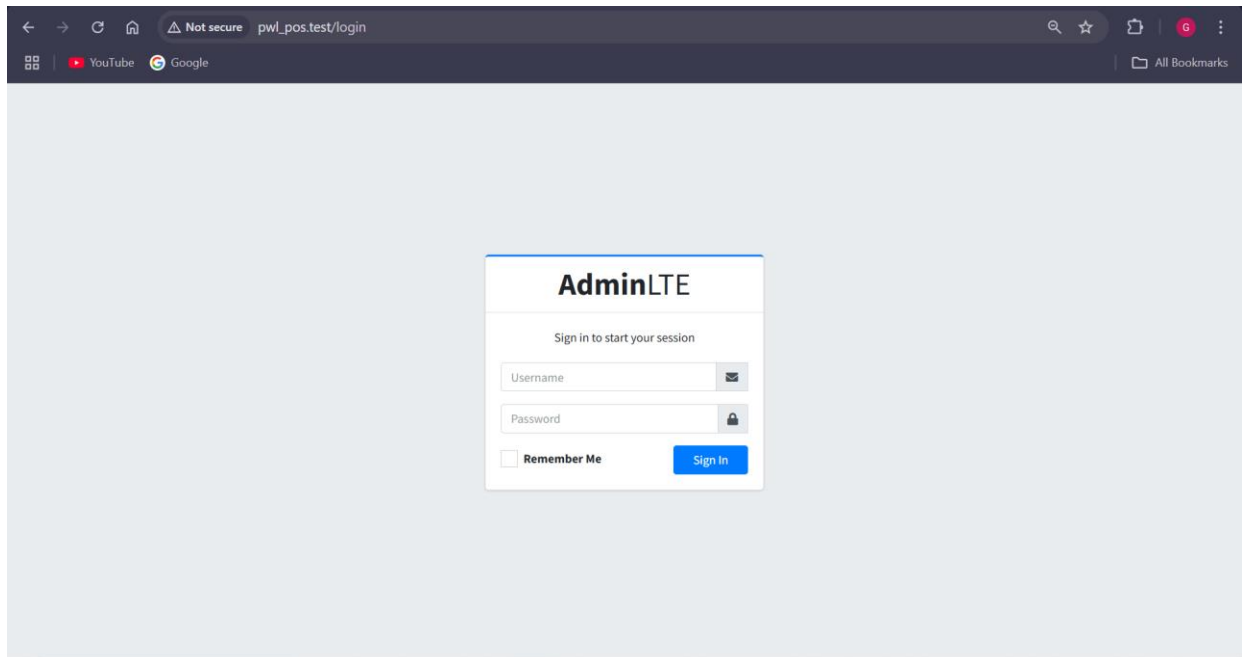 Not secure pwl_pos.test/login G
YouTube Google All Bookmarks
AdminLTE
Sign in to start your session
Username
Password
Remember Me Sign In